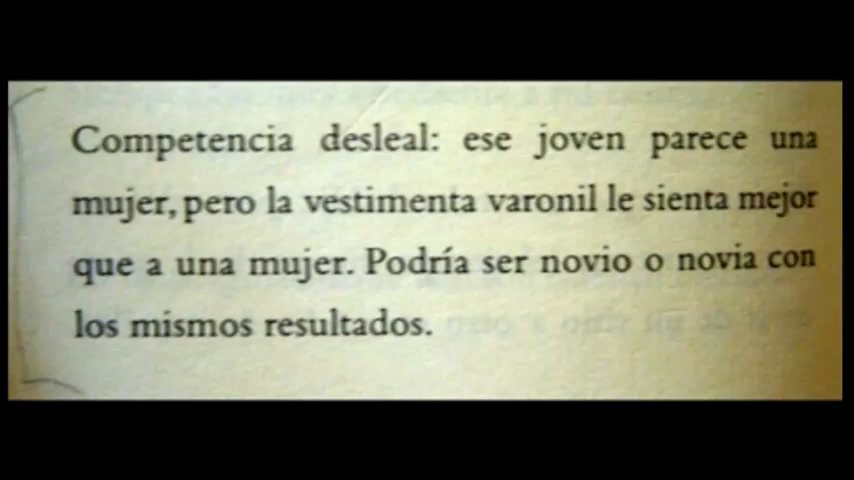 Competencia desleal: ese joven parece una
mujer, pero la vestimenta varonil le sienta mejor
que a una mujer. Podría ser novio o novia con
los mismos resultados.